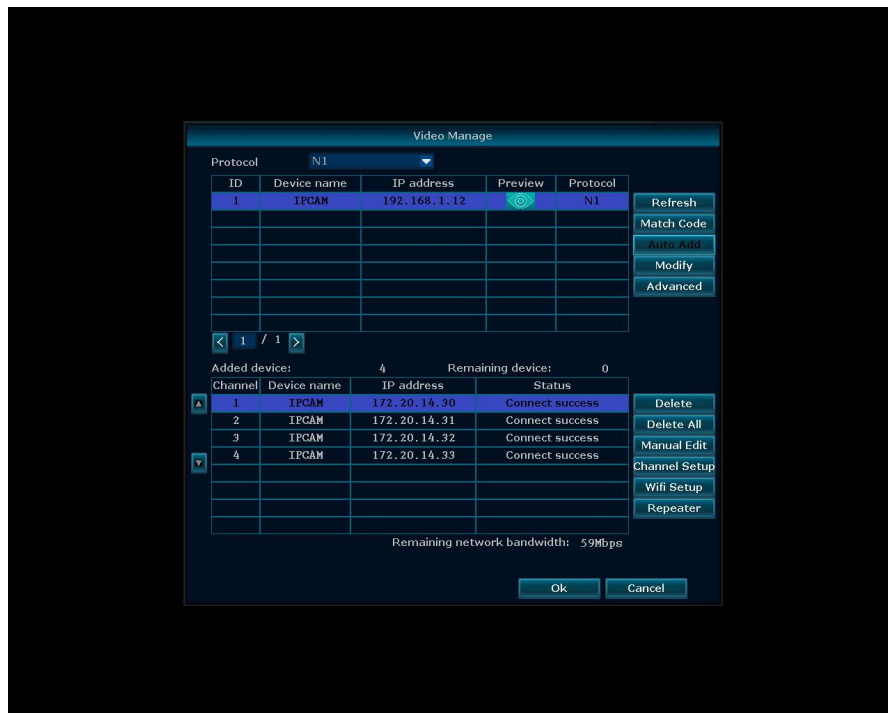 Video Manage
Protocol N1
ID Device name IP address Preview Protocol
1 IPCAM 192.168.1.12 N1
Refresh
Match Code
Auto Add
Modify
Advanced
< 1 / 1 >
Added device: 4 Remaining device: 0
Channel Device name IP address Status
1 IPCAM 172.20.14.30 Connect success Delete
2 IPCAM 172.20.14.31 Connect success Delete All
3 IPCAM 172.20.14.32 Connect success Manual Edit
4 IPCAM 172.20.14.33 Connect success Channel Setup
Wifi Setup
Repeater
Remaining network bandwidth: 59Mbps
Ok Cancel